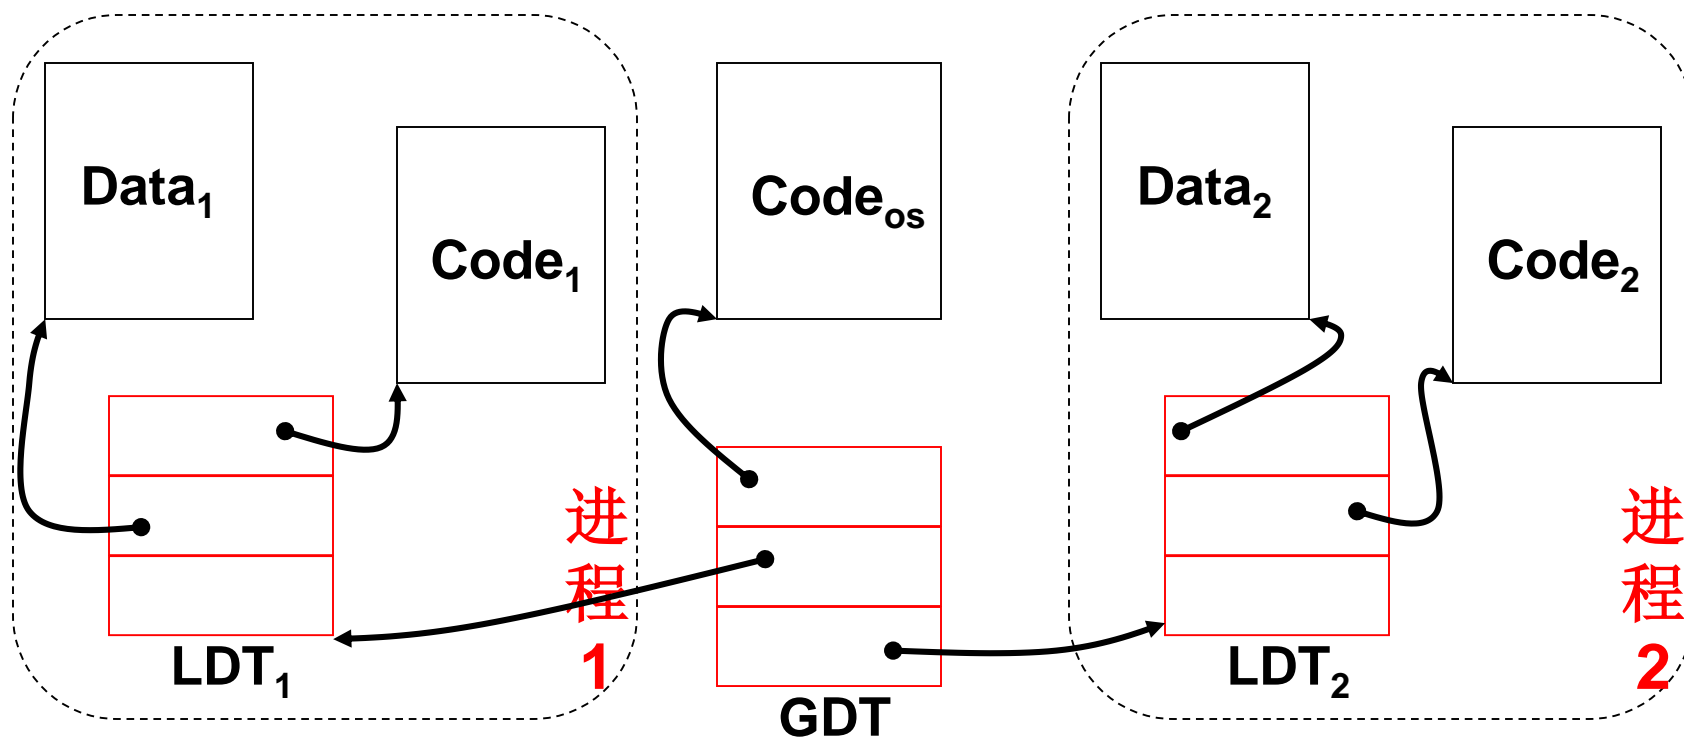 Data₁
Code₁
Codeₒₛ
Data₂
Code₂
进程1
进程2
LDT₁
LDT₂
GDT